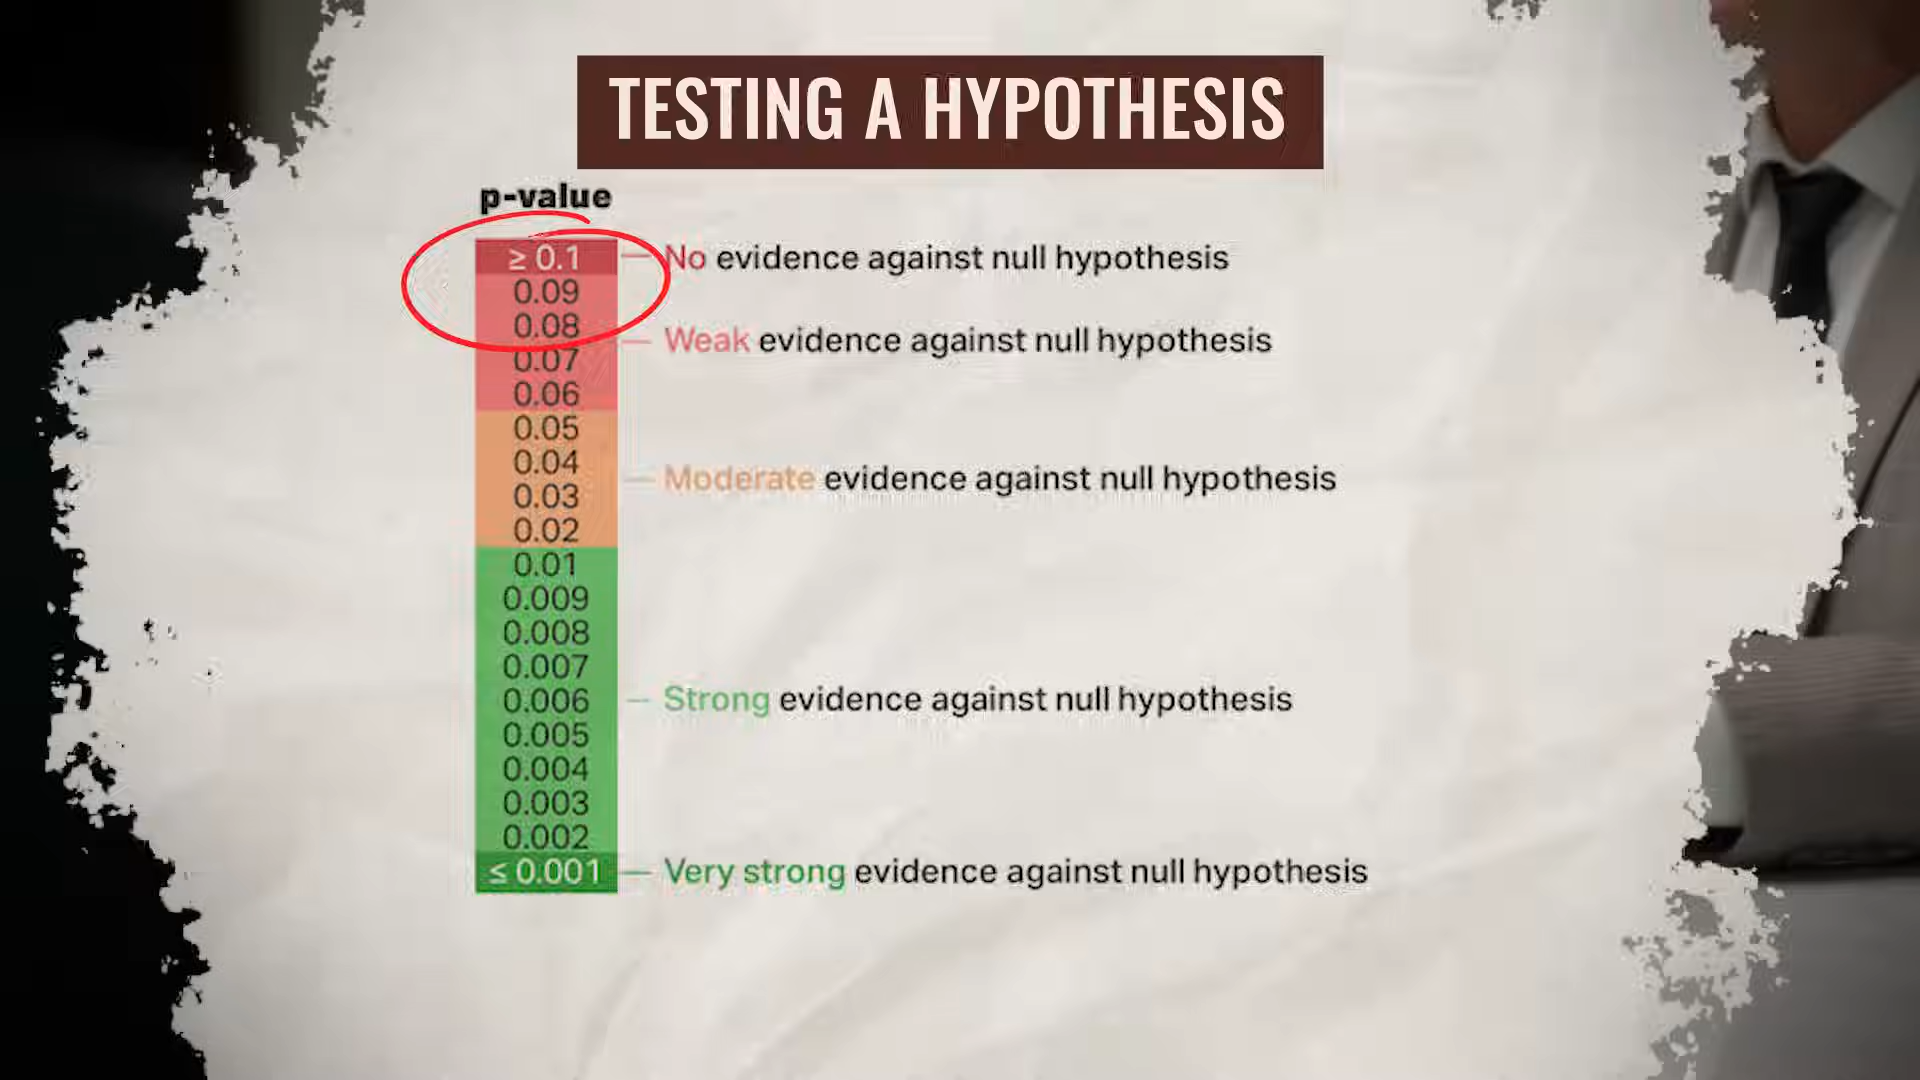 TESTING A HYPOTHESIS
p-value
≥ 0.1 No evidence against null hypothesis
0.09
0.08
Weak evidence against null hypothesis
0.07
0.06
0.05
0.04
Moderate evidence against null hypothesis
0.03
0.02
0.01
0.009
0.008
0.007
0.006 Strong evidence against null hypothesis
0.005
0.004
0.003
0.002
≤ 0.001 Very strong evidence against null hypothesis